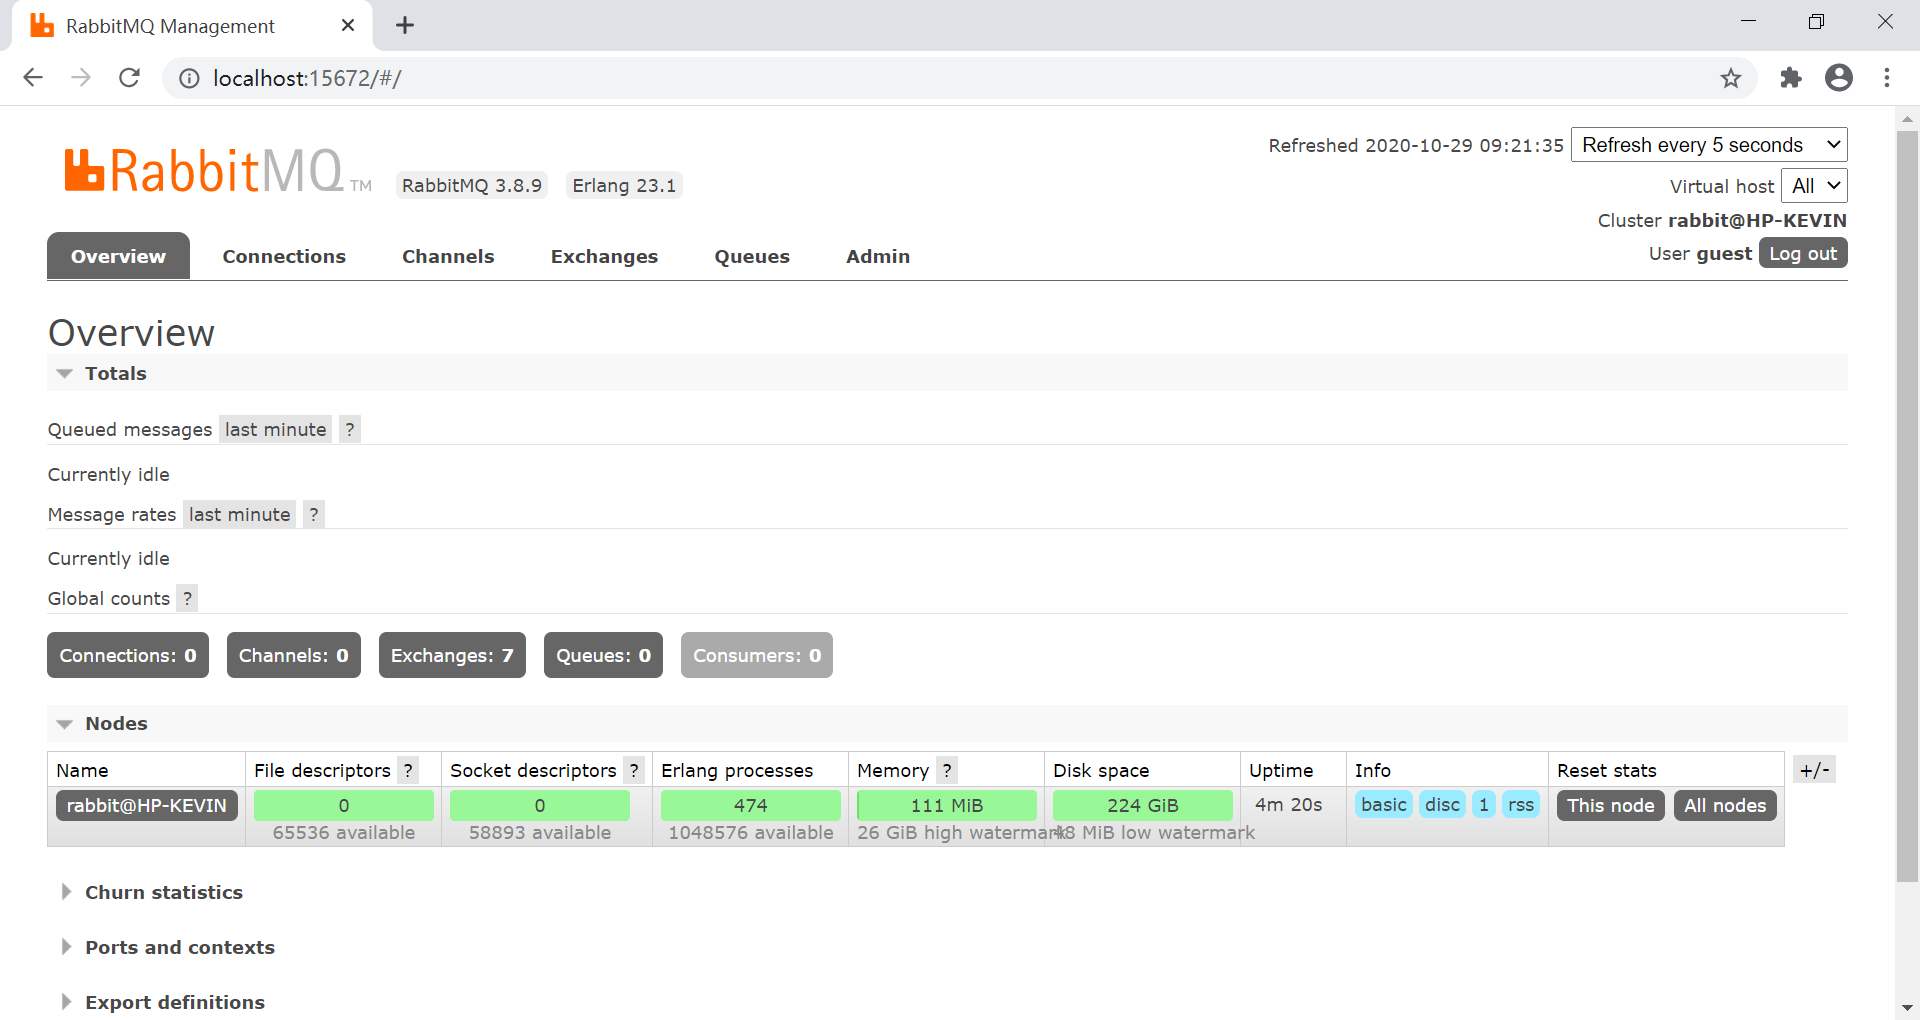 RabbitMQ Management
localhost:15672/#/
RabbitMQ TM
RabbitMQ 3.8.9 Erlang 23.1
Refreshed 2020-10-29 09:21:35 Refresh every 5 seconds
Virtual host All
Cluster rabbit@HP-KEVIN
User guest Log out
Overview Connections Channels Exchanges Queues Admin
Overview
Totals
Queued messages last minute ?
Currently idle
Message rates last minute ?
Currently idle
Global counts ?
Connections: 0 Channels: 0 Exchanges: 7 Queues: 0 Consumers: 0
Nodes
Name File descriptors ? Socket descriptors ? Erlang processes Memory ? Disk space Uptime Info Reset stats +/-
rabbit@HP-KEVIN 0 0 474 111 MiB 224 GiB 4m 20s basic disc 1 rss This node All nodes
65536 available 58893 available 1048576 available 26 GiB high watermark 48 MiB low watermark
Churn statistics
Ports and contexts
Export definitions